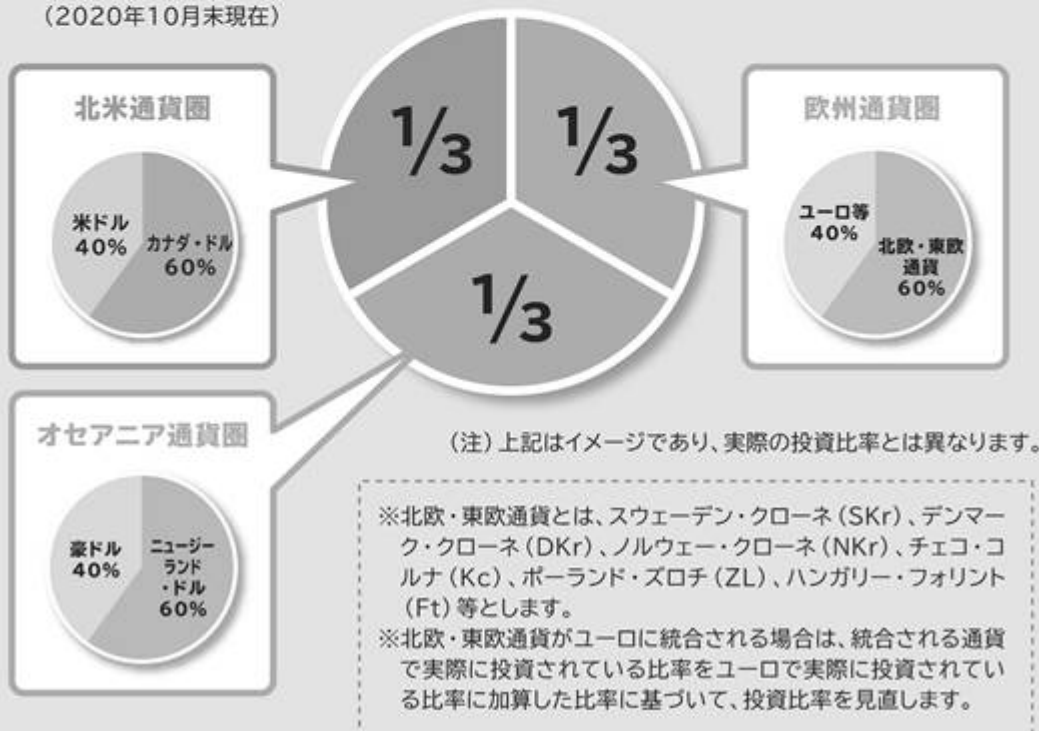 (2020年10月末現在)
北米通貨圏
米ドル
40%
カナダ・ドル
60%
1/3
1/3
1/3
欧州通貨圏
ユーロ等
40%
北欧・東欧
通貨
60%
オセアニア通貨圏
豪ドル
40%
ニュージー
ランド
・ドル
60%
(注)上記はイメージであり、実際の投資比率とは異なります。
※北欧・東欧通貨とは、スウェーデン・クローネ(SKr)、デンマー
ク・クローネ(DKr)、ノルウェー・クローネ(NKr)、チェコ・コ
ルナ(Kc)、ポーランド・ズロチ(ZL)、ハンガリー・フォリント
(Ft)等とします。
※北欧・東欧通貨がユーロに統合される場合は、統合される通貨
で実際に投資されている比率をユーロで実際に投資されてい
る比率に加算した比率に基づいて、投資比率を見直します。